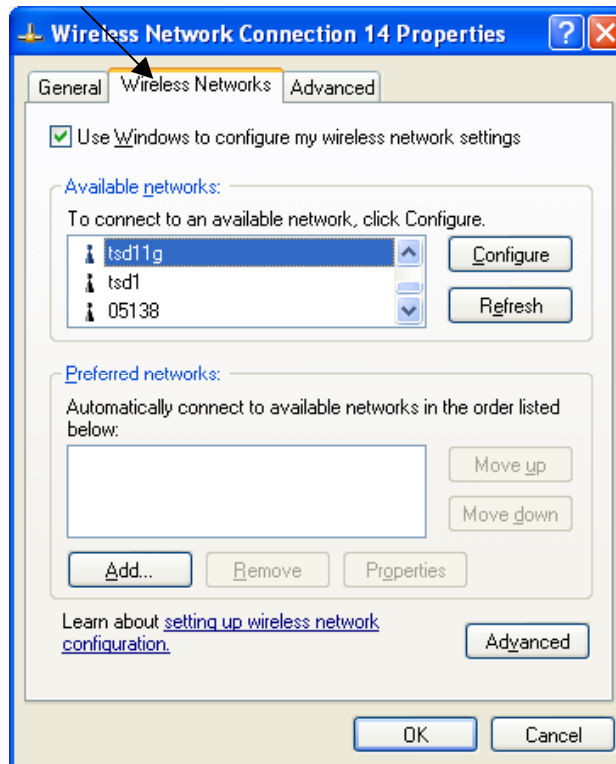 Wireless Network Connection 14 Properties
?
General Wireless Networks Advanced
Use Windows to configure my wireless network settings
Available networks:
To connect to an available network, click Configure.
tsd11g
tsd1
05138
Configure
Refresh
Preferred networks:
Automatically connect to available networks in the order listed
below:
Move up
Move down
Add... Remove Properties
Learn about setting up wireless network
configuration.
Advanced
OK Cancel